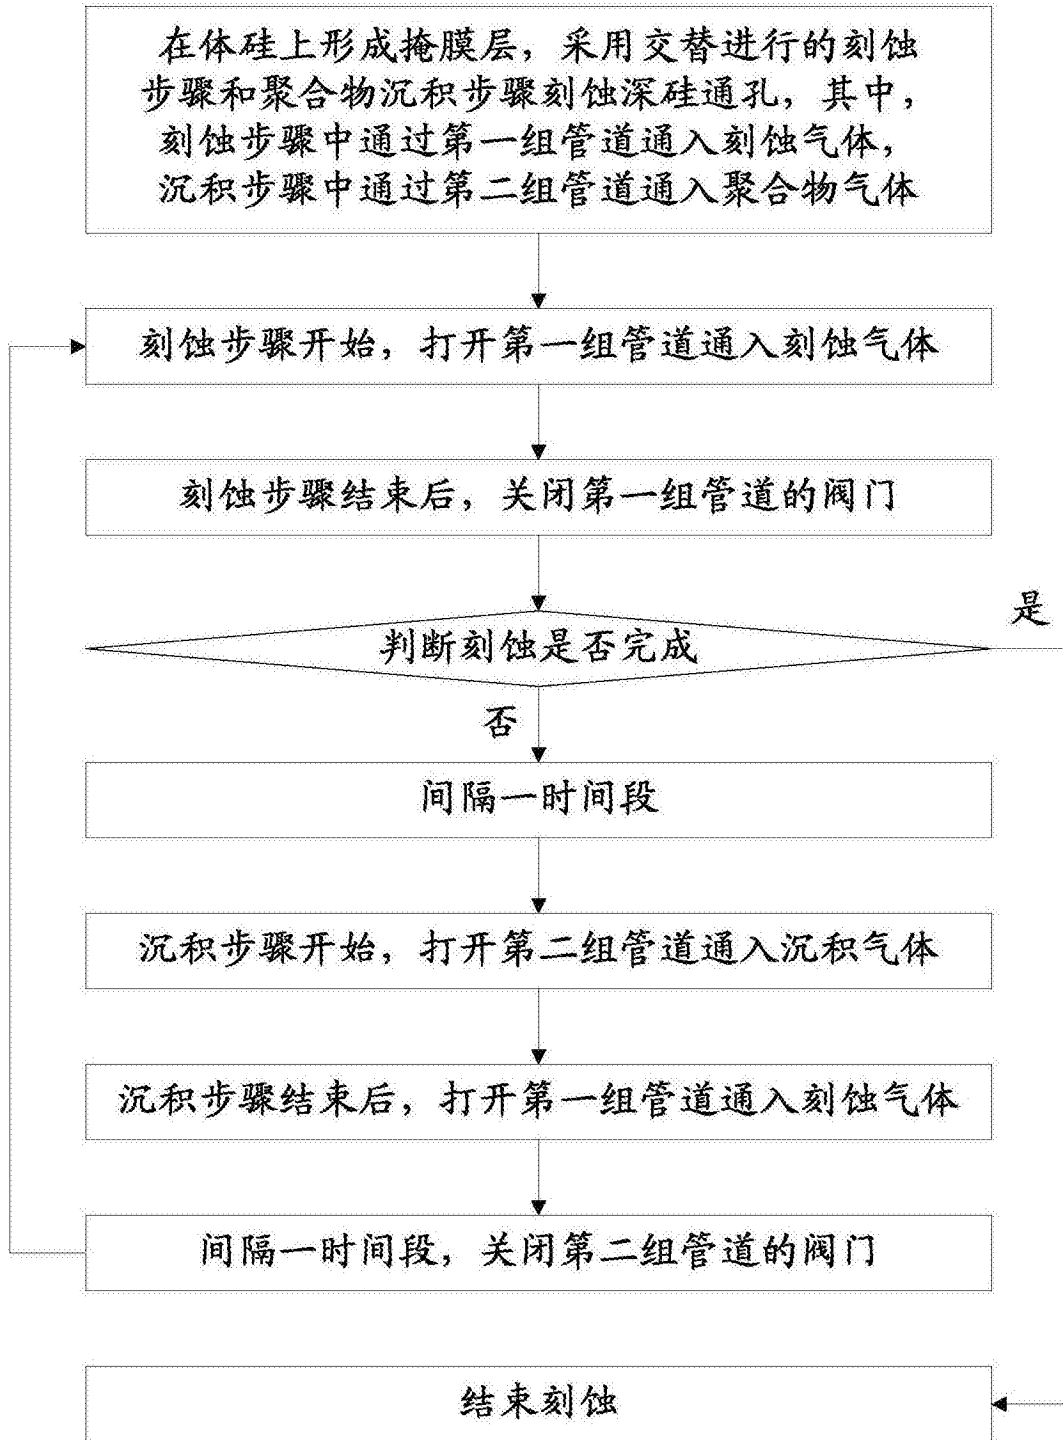 在体硅上形成掩膜层，采用交替进行的刻蚀
步骤和聚合物沉积步骤刻蚀深硅通孔，其中，
刻蚀步骤中通过第一组管道通入刻蚀气体，
沉积步骤中通过第二组管道通入聚合物气体
刻蚀步骤开始，打开第一组管道通入刻蚀气体
刻蚀步骤结束后，关闭第一组管道的阀门
判断刻蚀是否完成
是
否
间隔一时间段
沉积步骤开始，打开第二组管道通入沉积气体
沉积步骤结束后，打开第一组管道通入刻蚀气体
间隔一时间段，关闭第二组管道的阀门
结束刻蚀